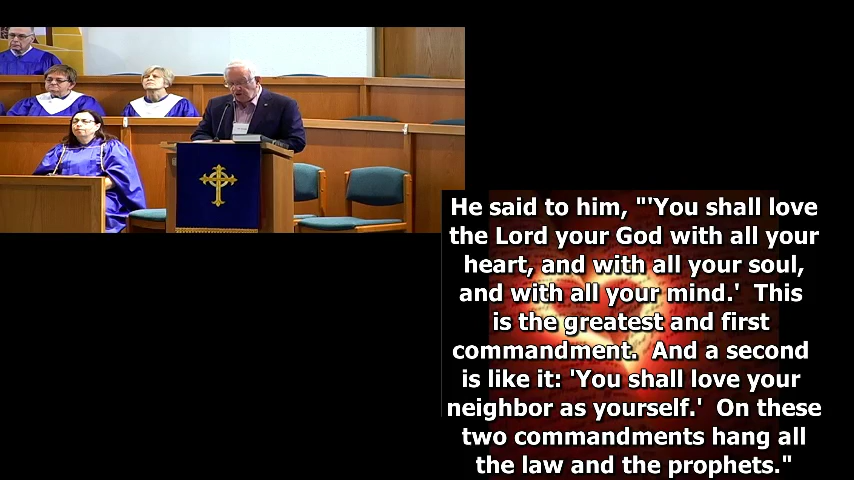 He said to him, "'You shall love
the Lord your God with all your
heart, and with all your soul,
and with all your mind.'  This
is the greatest and first
commandment.  And a second
is like it: 'You shall love your
neighbor as yourself.'  On these
two commandments hang all
the law and the prophets."